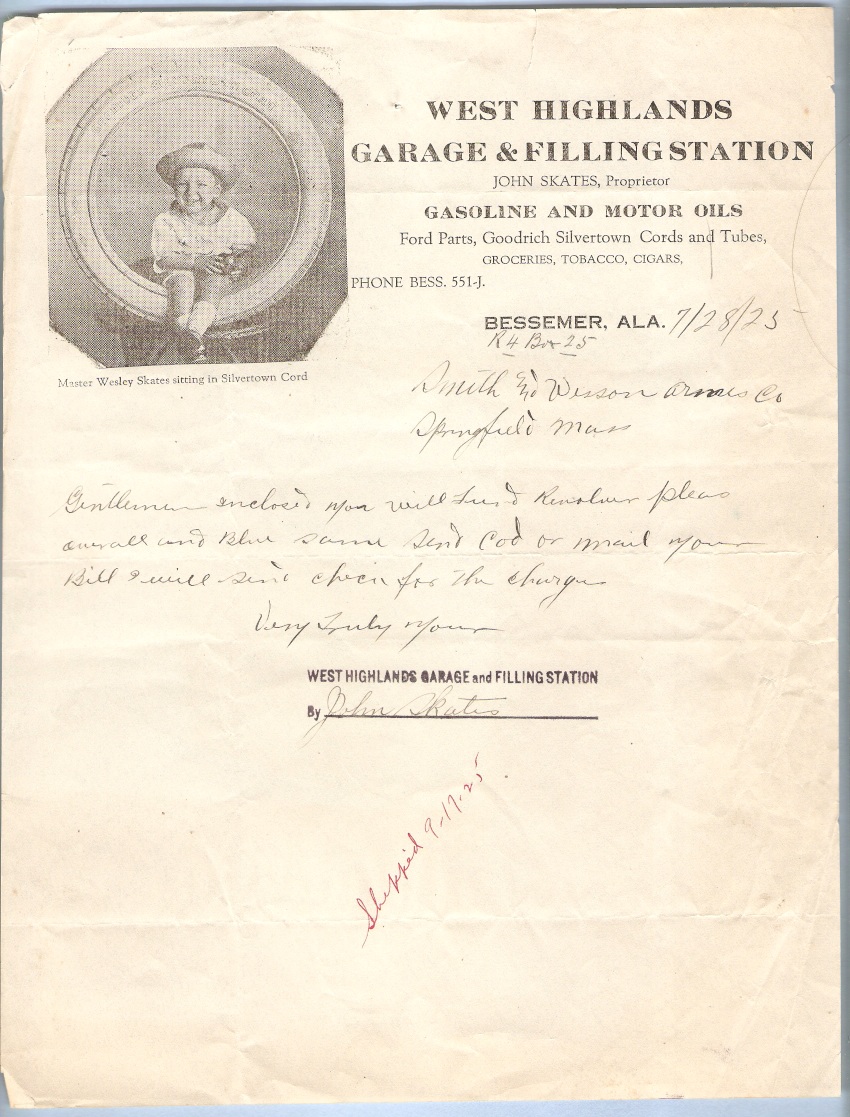 WEST HIGHLANDS
GARAGE & FILLING STATION
JOHN SKATES, Proprietor
GASOLINE AND MOTOR OILS
Ford Parts, Goodrich Silvertown Cords and Tubes,
GROCERIES, TOBACCO, CIGARS,
PHONE BESS. 551-J.
BESSEMER, ALA. 7/28/25
R4 Box 25
Master Wesley Skates sitting in Silvertown Cord
Smith and Wesson Arms Co
Springfield Mass
Gentlemen enclosed you will find Revolver pleas
overall and Blue same send Cod or mail your
Bill I will send check for the charges
Very Truly yours
WEST HIGHLANDS GARAGE and FILLING STATION
By John Skates
Shipped 9-17-25